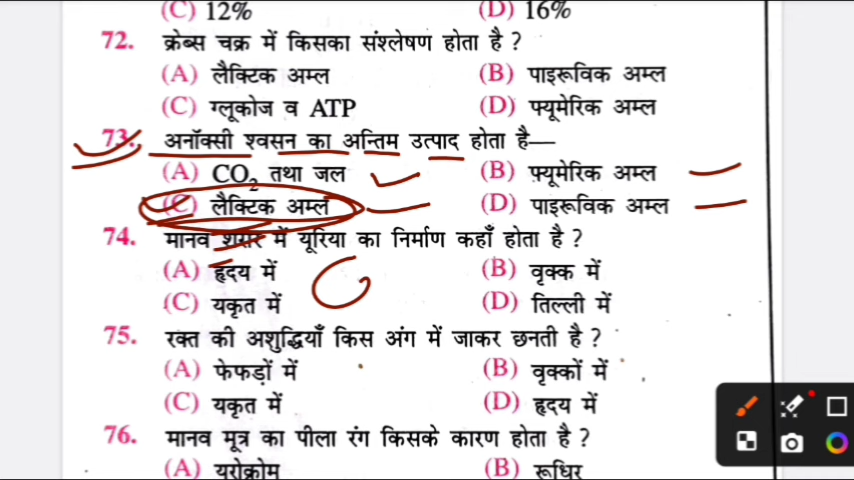 (C) 12% (D) 16%
72. क्रेब्स चक्र में किसका संश्लेषण होता है ?
(A) लैक्टिक अम्ल (B) पाइरूविक अम्ल
(C) ग्लूकोज व ATP (D) फ्यूमेरिक अम्ल
73. अनॉक्सी श्वसन का अन्तिम उत्पाद होता है—
(A) CO2 तथा जल (B) फ्यूमेरिक अम्ल
(C) लैक्टिक अम्ल (D) पाइरूविक अम्ल
74. मानव शरीर में यूरिया का निर्माण कहाँ होता है ?
(A) हृदय में (B) वृक्क में
(C) यकृत में (D) तिल्ली में
75. रक्त की अशुद्धियाँ किस अंग में जाकर छनती है ?
(A) फेफड़ों में (B) वृक्कों में
(C) यकृत में (D) हृदय में
76. मानव मूत्र का पीला रंग किसके कारण होता है ?
(A) यूरोक्रोम (B) रूधिर